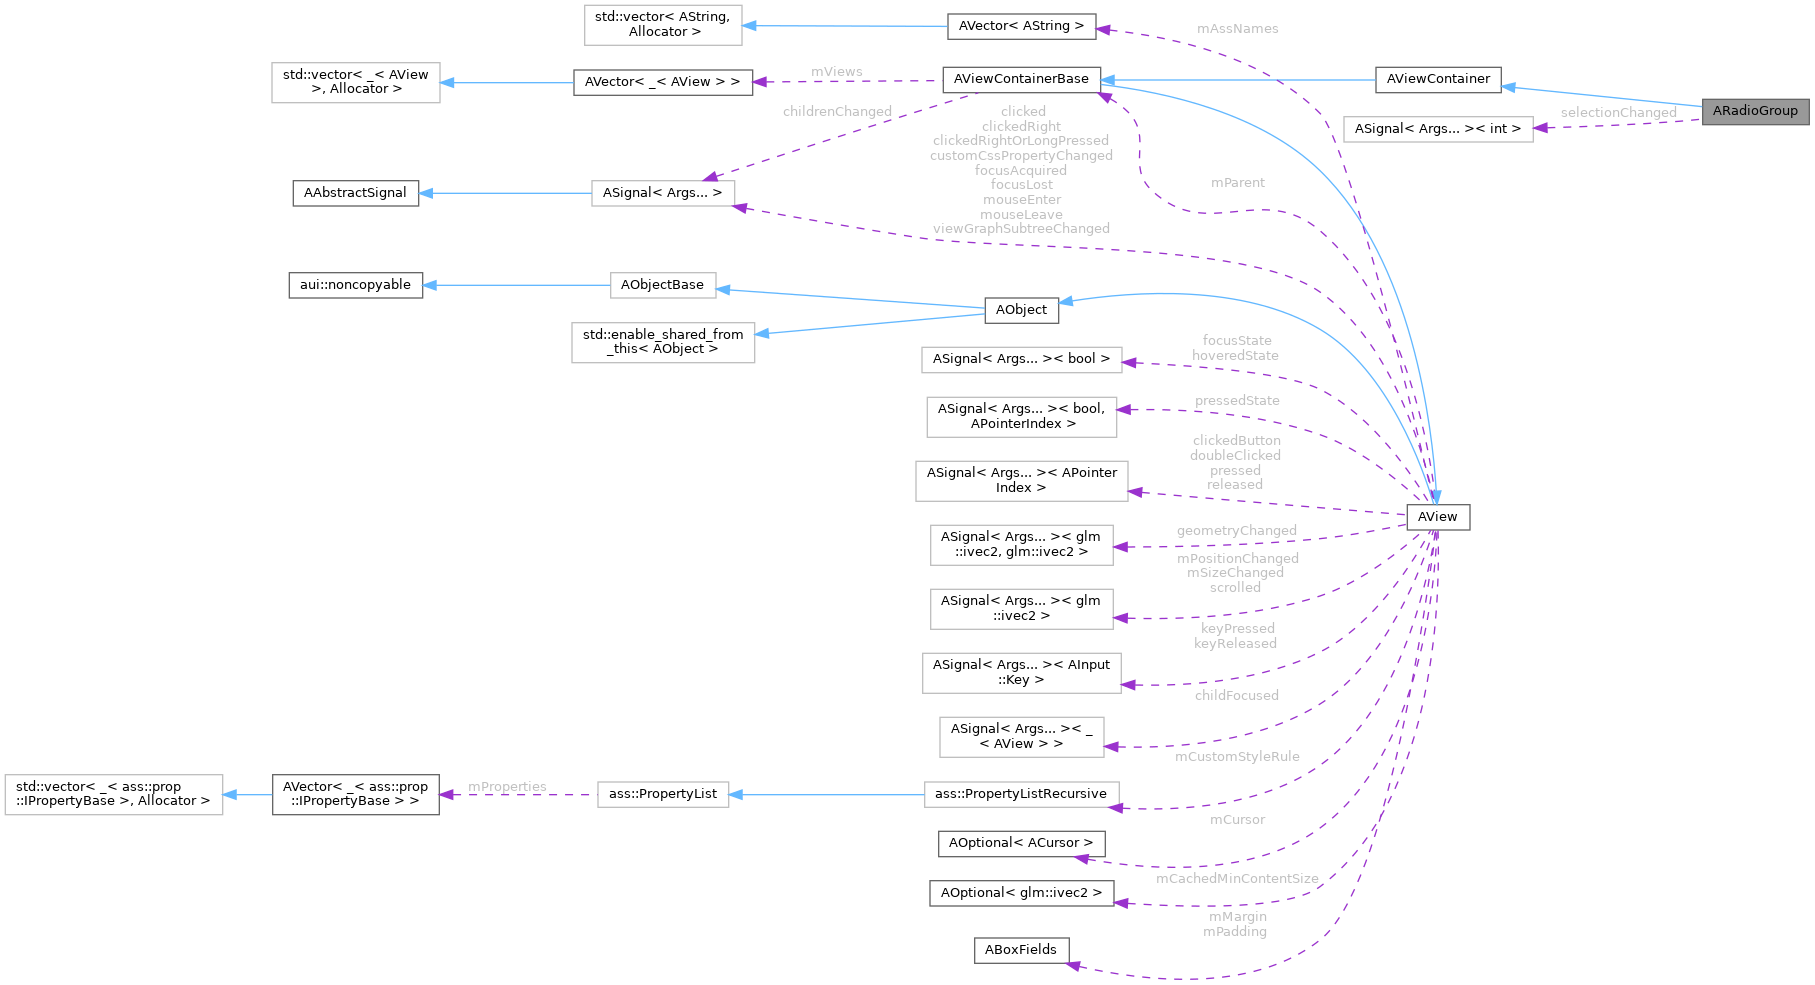 std::vector< AString,
Allocator >
AVector< AString >
mAssNames
std::vector< _< AView
>, Allocator >
AVector< _< AView > >
mViews
AViewContainerBase
AViewContainer
ARadioGroup
childrenChanged
selectionChanged
ASignal< Args... >< int >
clicked
clickedRight
clickedRightOrLongPressed
customCssPropertyChanged
focusAcquired
focusLost
mouseEnter
mouseLeave
viewGraphSubtreeChanged
mParent
AAbstractSignal
ASignal< Args... >
aui::noncopyable
AObjectBase
AObject
std::enable_shared_from
_this< AObject >
focusState
hoveredState
ASignal< Args... >< bool >
pressedState
ASignal< Args... >< bool,
APointerIndex >
clickedButton
doubleClicked
pressed
released
ASignal< Args... >< APointer
Index >
AView
geometryChanged
ASignal< Args... >< glm
::ivec2, glm::ivec2 >
mPositionChanged
mSizeChanged
scrolled
ASignal< Args... >< glm
::ivec2 >
keyPressed
keyReleased
ASignal< Args... >< AInput
::Key >
childFocused
ASignal< Args... >< _
< AView > >
mCustomStyleRule
std::vector< _< ass::prop
::IPropertyBase >, Allocator >
AVector< _< ass::prop
::IPropertyBase > >
mProperties
ass::PropertyList
ass::PropertyListRecursive
mCursor
AOptional< ACursor >
mCachedMinContentSize
AOptional< glm::ivec2 >
mMargin
mPadding
ABoxFields